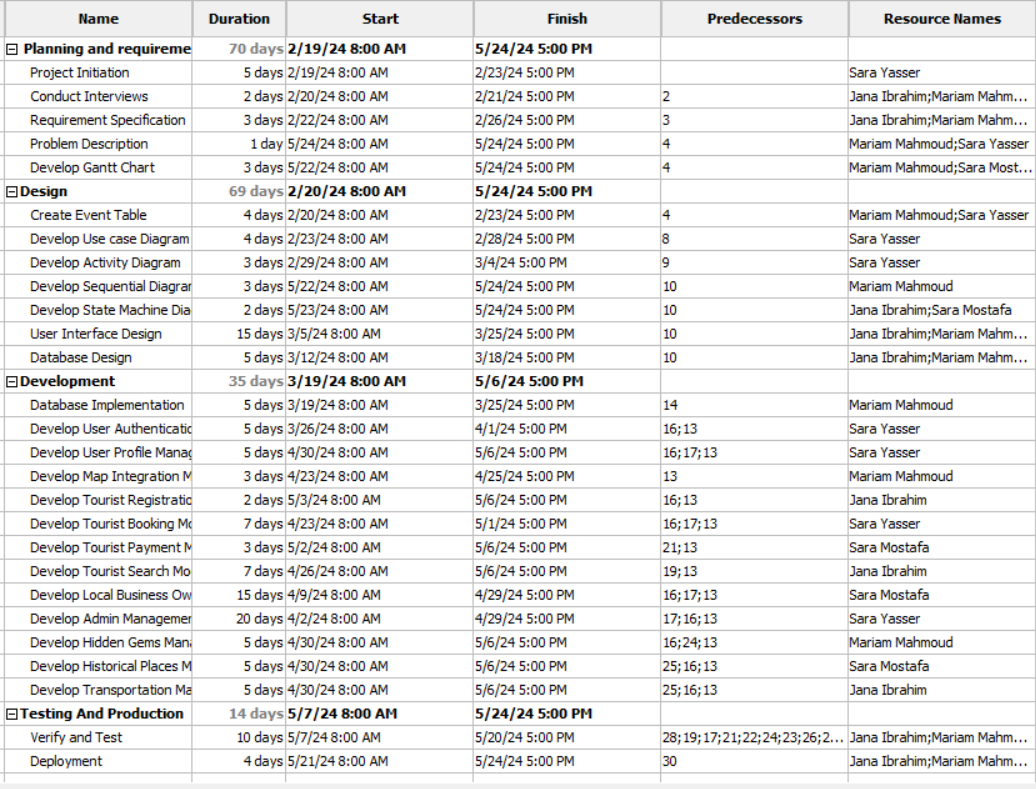 Name Duration Start Finish Predecessors Resource Names
Planning and requireme 70 days 2/19/24 8:00 AM 5/24/24 5:00 PM
Project Initiation 5 days 2/19/24 8:00 AM 2/23/24 5:00 PM Sara Yasser
Conduct Interviews 2 days 2/20/24 8:00 AM 2/21/24 5:00 PM 2 Jana Ibrahim;Mariam Mahm...
Requirement Specification 3 days 2/22/24 8:00 AM 2/26/24 5:00 PM 3 Jana Ibrahim;Mariam Mahm...
Problem Description 1 day 5/24/24 8:00 AM 5/24/24 5:00 PM 4 Mariam Mahmoud;Sara Yasser
Develop Gantt Chart 3 days 5/22/24 8:00 AM 5/24/24 5:00 PM 4 Mariam Mahmoud;Sara Most...
Design 69 days 2/20/24 8:00 AM 5/24/24 5:00 PM
Create Event Table 4 days 2/20/24 8:00 AM 2/23/24 5:00 PM 4 Mariam Mahmoud;Sara Yasser
Develop Use case Diagram 4 days 2/23/24 8:00 AM 2/28/24 5:00 PM 8 Sara Yasser
Develop Activity Diagram 3 days 2/29/24 8:00 AM 3/4/24 5:00 PM 9 Sara Yasser
Develop Sequential Diagrar 3 days 5/22/24 8:00 AM 5/24/24 5:00 PM 10 Mariam Mahmoud
Develop State Machine Dia 2 days 5/23/24 8:00 AM 5/24/24 5:00 PM 10 Jana Ibrahim;Sara Mostafa
User Interface Design 15 days 3/5/24 8:00 AM 3/25/24 5:00 PM 10 Jana Ibrahim;Mariam Mahm...
Database Design 5 days 3/12/24 8:00 AM 3/18/24 5:00 PM 10 Jana Ibrahim;Mariam Mahm...
Development 35 days 3/19/24 8:00 AM 5/6/24 5:00 PM
Database Implementation 5 days 3/19/24 8:00 AM 3/25/24 5:00 PM 14 Mariam Mahmoud
Develop User Authenticatic 5 days 3/26/24 8:00 AM 4/1/24 5:00 PM 16;13 Sara Yasser
Develop User Profile Manag 5 days 4/30/24 8:00 AM 5/6/24 5:00 PM 16;17;13 Sara Yasser
Develop Map Integration M 3 days 4/23/24 8:00 AM 4/25/24 5:00 PM 13 Mariam Mahmoud
Develop Tourist Registratic 2 days 5/3/24 8:00 AM 5/6/24 5:00 PM 16;13 Jana Ibrahim
Develop Tourist Booking Mo 7 days 4/23/24 8:00 AM 5/1/24 5:00 PM 16;17;13 Sara Yasser
Develop Tourist Payment M 3 days 5/2/24 8:00 AM 5/6/24 5:00 PM 21;13 Sara Mostafa
Develop Tourist Search Mo 7 days 4/26/24 8:00 AM 5/6/24 5:00 PM 19;13 Jana Ibrahim
Develop Local Business Ow 15 days 4/9/24 8:00 AM 4/29/24 5:00 PM 16;17;13 Sara Mostafa
Develop Admin Managemer 20 days 4/2/24 8:00 AM 4/29/24 5:00 PM 17;16;13 Sara Yasser
Develop Hidden Gems Mana 5 days 4/30/24 8:00 AM 5/6/24 5:00 PM 16;24;13 Mariam Mahmoud
Develop Historical Places M 5 days 4/30/24 8:00 AM 5/6/24 5:00 PM 25;16;13 Sara Mostafa
Develop Transportation Ma 5 days 4/30/24 8:00 AM 5/6/24 5:00 PM 25;16;13 Jana Ibrahim
Testing And Production 14 days 5/7/24 8:00 AM 5/24/24 5:00 PM
Verify and Test 10 days 5/7/24 8:00 AM 5/20/24 5:00 PM 28;19;17;21;22;24;23;26;2... Jana Ibrahim;Mariam Mahm...
Deployment 4 days 5/21/24 8:00 AM 5/24/24 5:00 PM 30 Jana Ibrahim;Mariam Mahm...